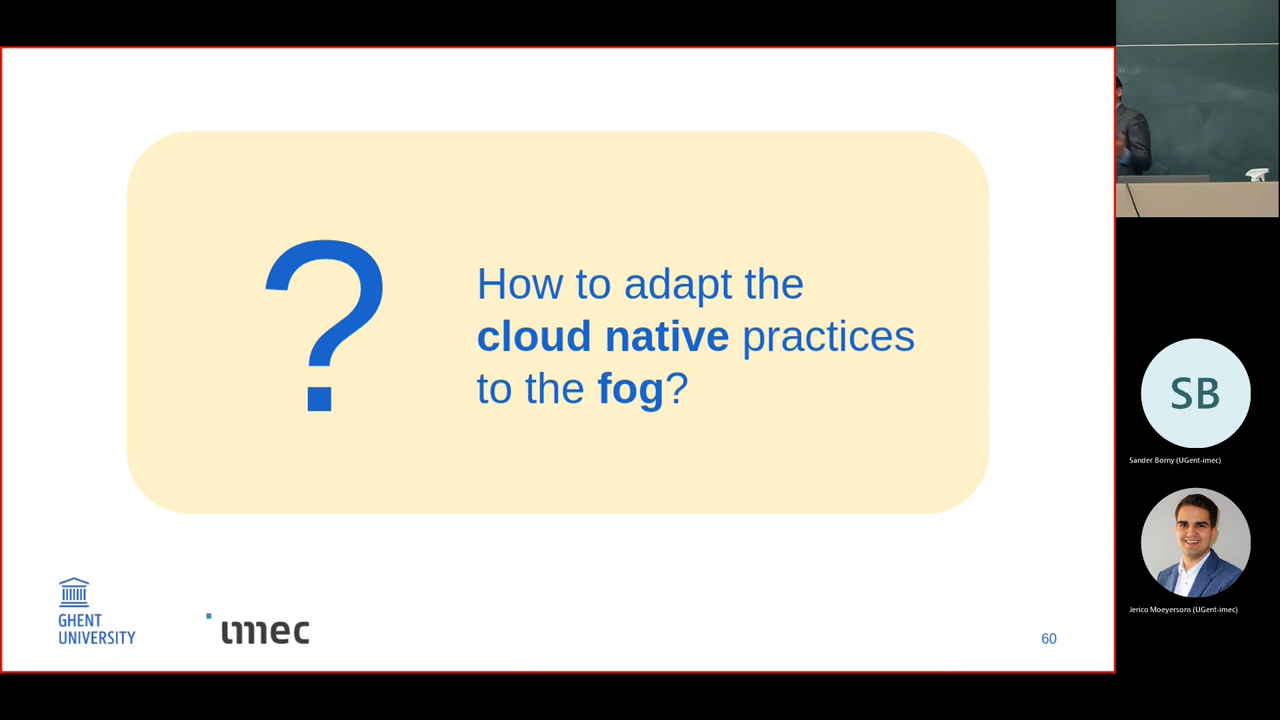 ?
How to adapt the
cloud native practices
to the fog?
GHENT
UNIVERSITY
imec
60
SB
Sander Borny (UGent-imec)
Jerico Moeyersons (UGent-imec)